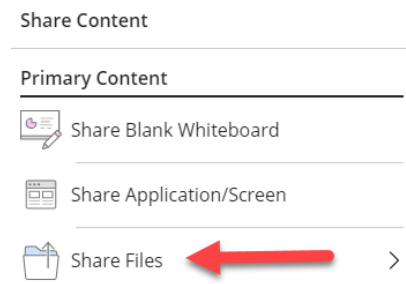 Share Content
Primary Content
Share Blank Whiteboard
Share Application/Screen
Share Files